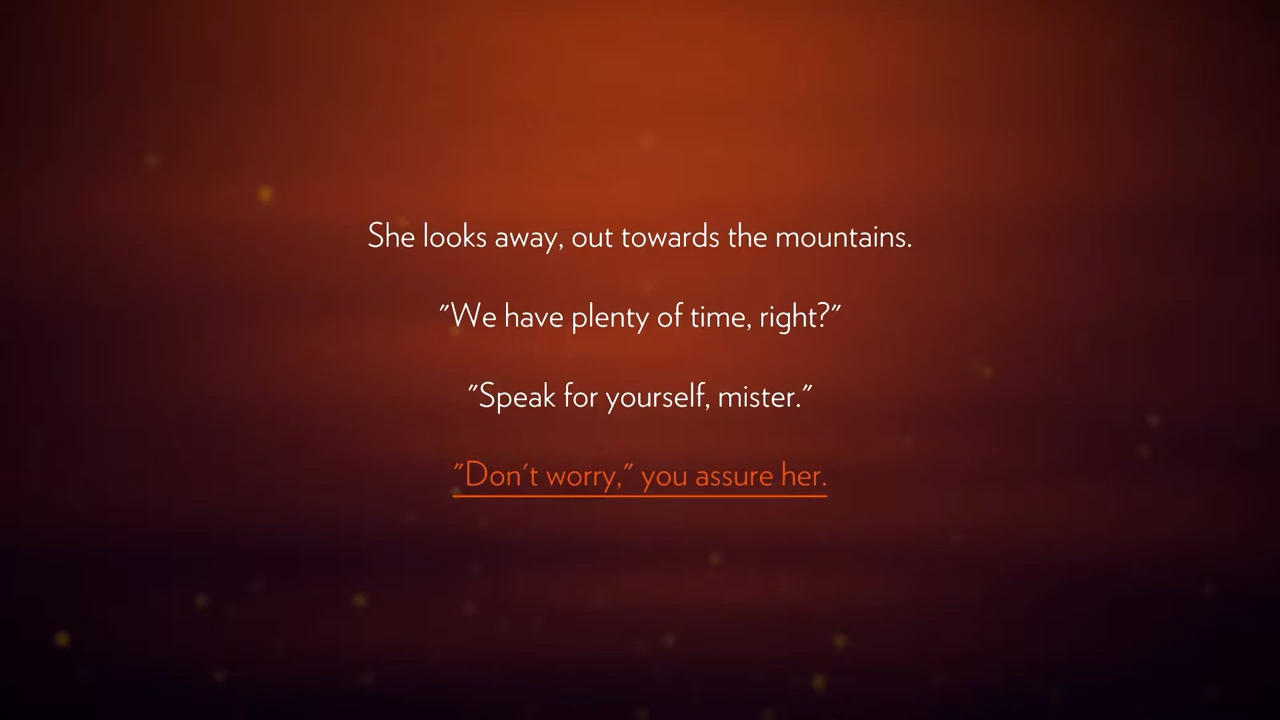 She looks away, out towards the mountains.
"We have plenty of time, right?"
"Speak for yourself, mister."
"Don't worry," you assure her.